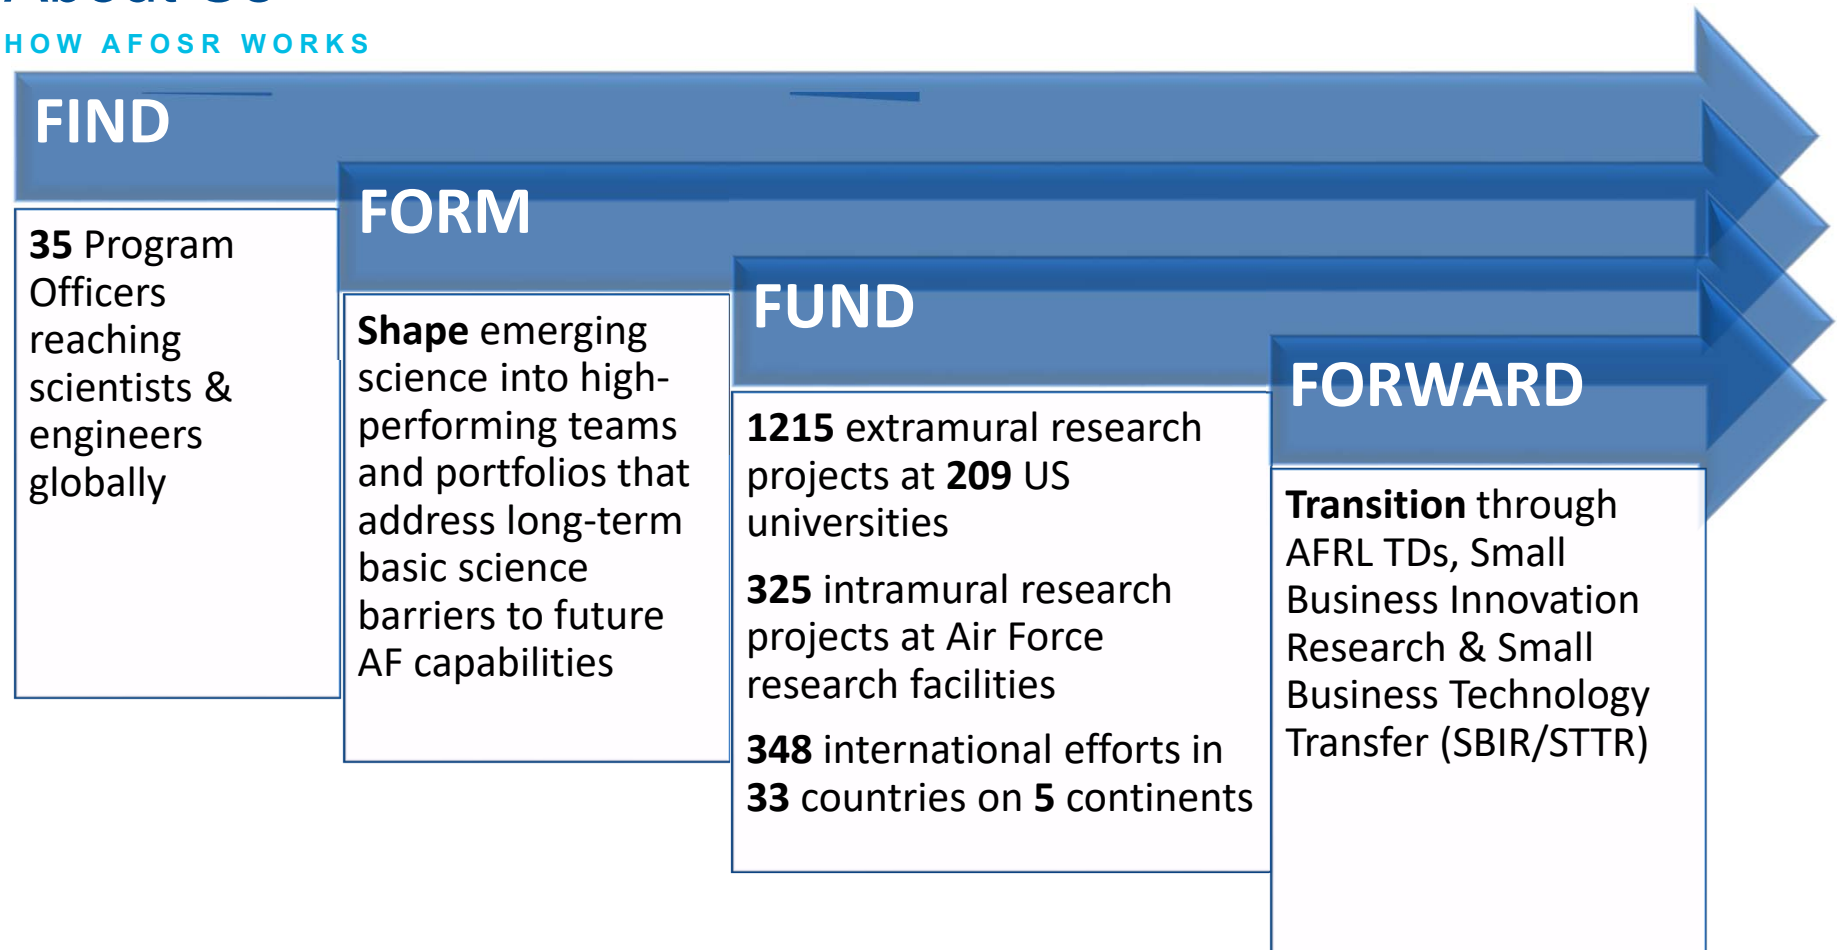 About Us
HOW AFOSR WORKS
FIND
35 Program
Officers
reaching
scientists &
engineers
globally
FORM
Shape emerging
science into high-
performing teams
and portfolios that
address long-term
basic science
barriers to future
AF capabilities
FUND
1215 extramural research
projects at 209 US
universities
325 intramural research
projects at Air Force
research facilities
348 international efforts in
33 countries on 5 continents
FORWARD
Transition through
AFRL TDs, Small
Business Innovation
Research & Small
Business Technology
Transfer (SBIR/STTR)